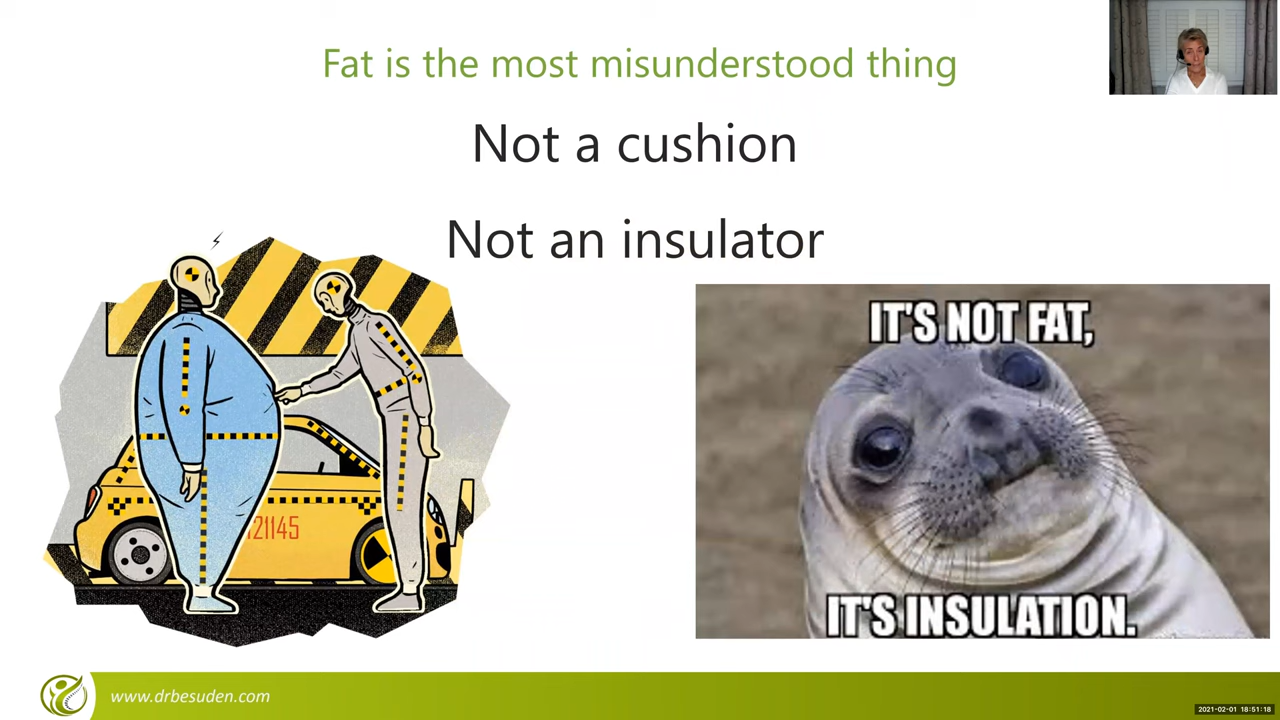 Fat is the most misunderstood thing
Not a cushion
Not an insulator
21145
IT'S NOT FAT,
IT'S INSULATION.
www.drbesuden.com
2021-02-01 18:51:18